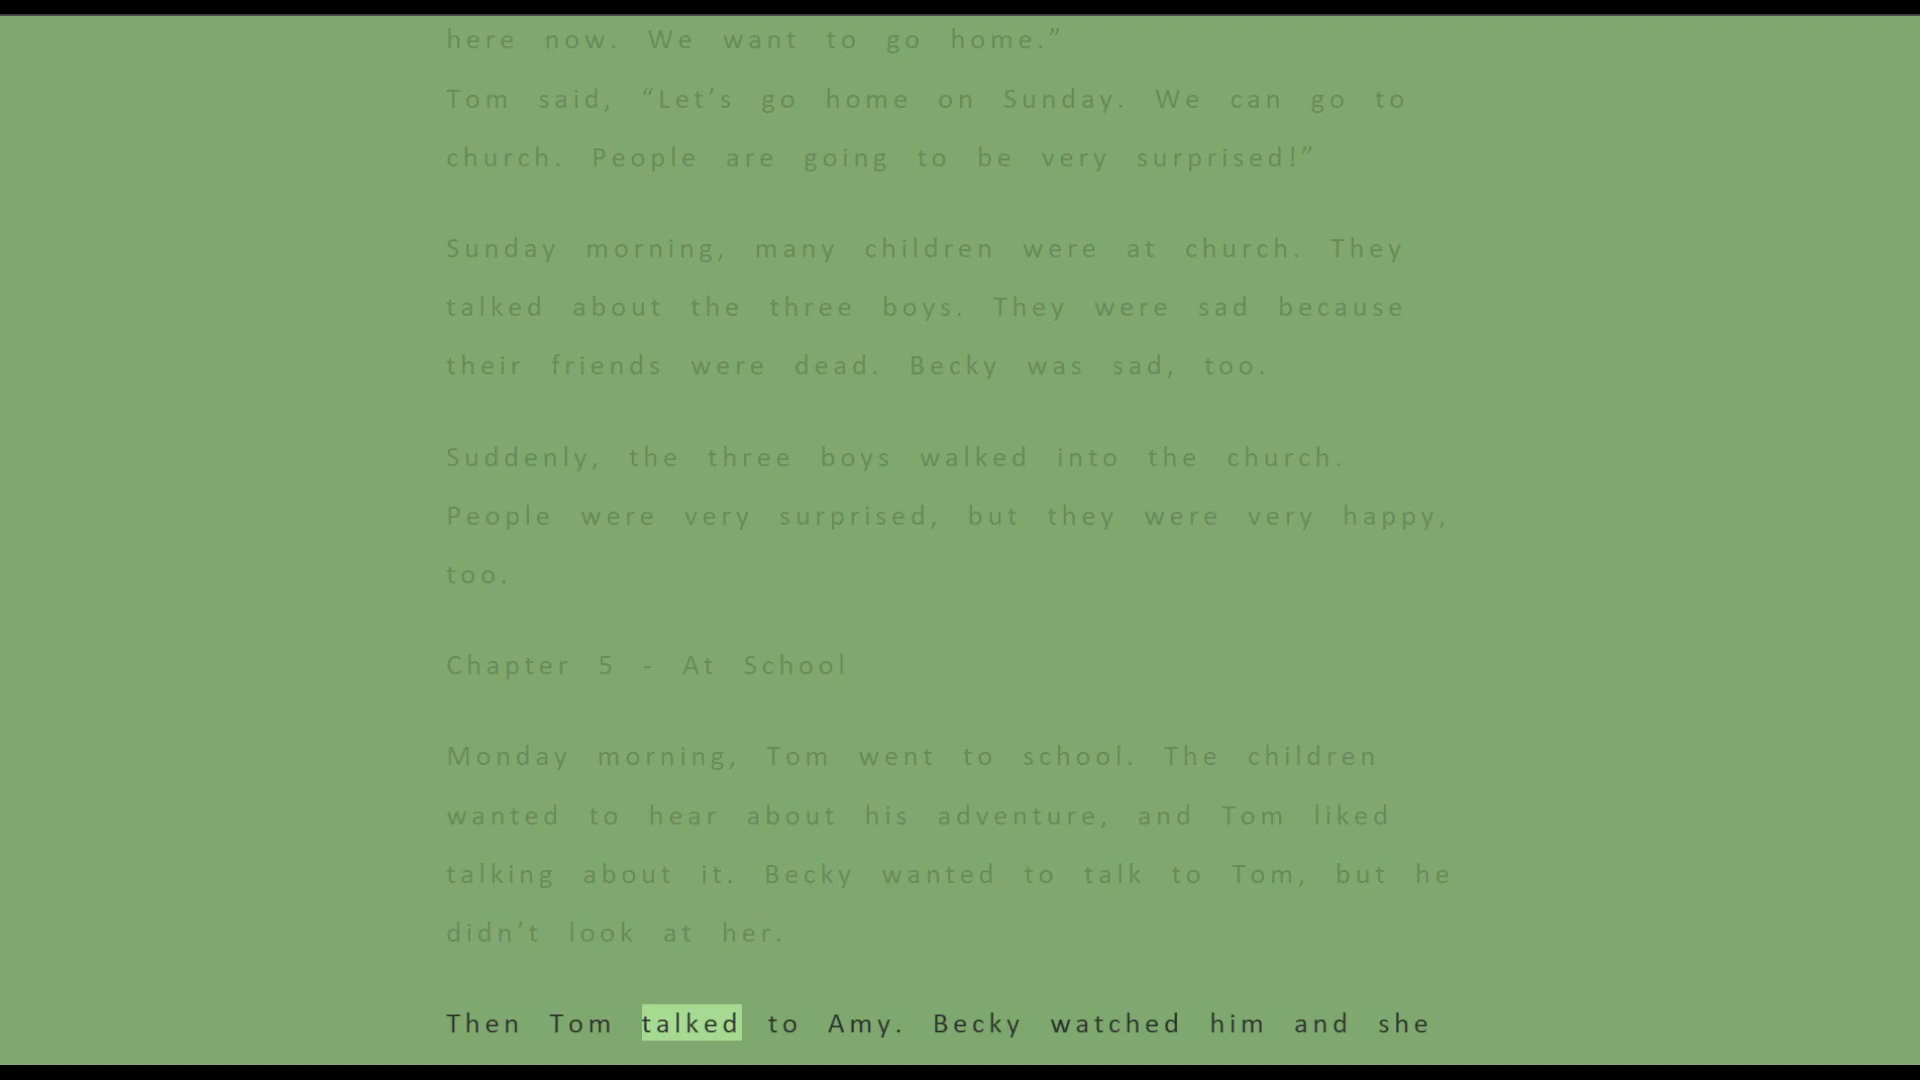 here now. We want to go home.”
Tom said, “Let’s go home on Sunday. We can go to
church. People are going to be very surprised!”
Sunday morning, many children were at church. They
talked about the three boys. They were sad because
their friends were dead. Becky was sad, too.
Suddenly, the three boys walked into the church.
People were very surprised, but they were very happy,
too.
Chapter 5 - At School
Monday morning, Tom went to school. The children
wanted to hear about his adventure, and Tom liked
talking about it. Becky wanted to talk to Tom, but he
didn’t look at her.
Then Tom talked to Amy. Becky watched him and she